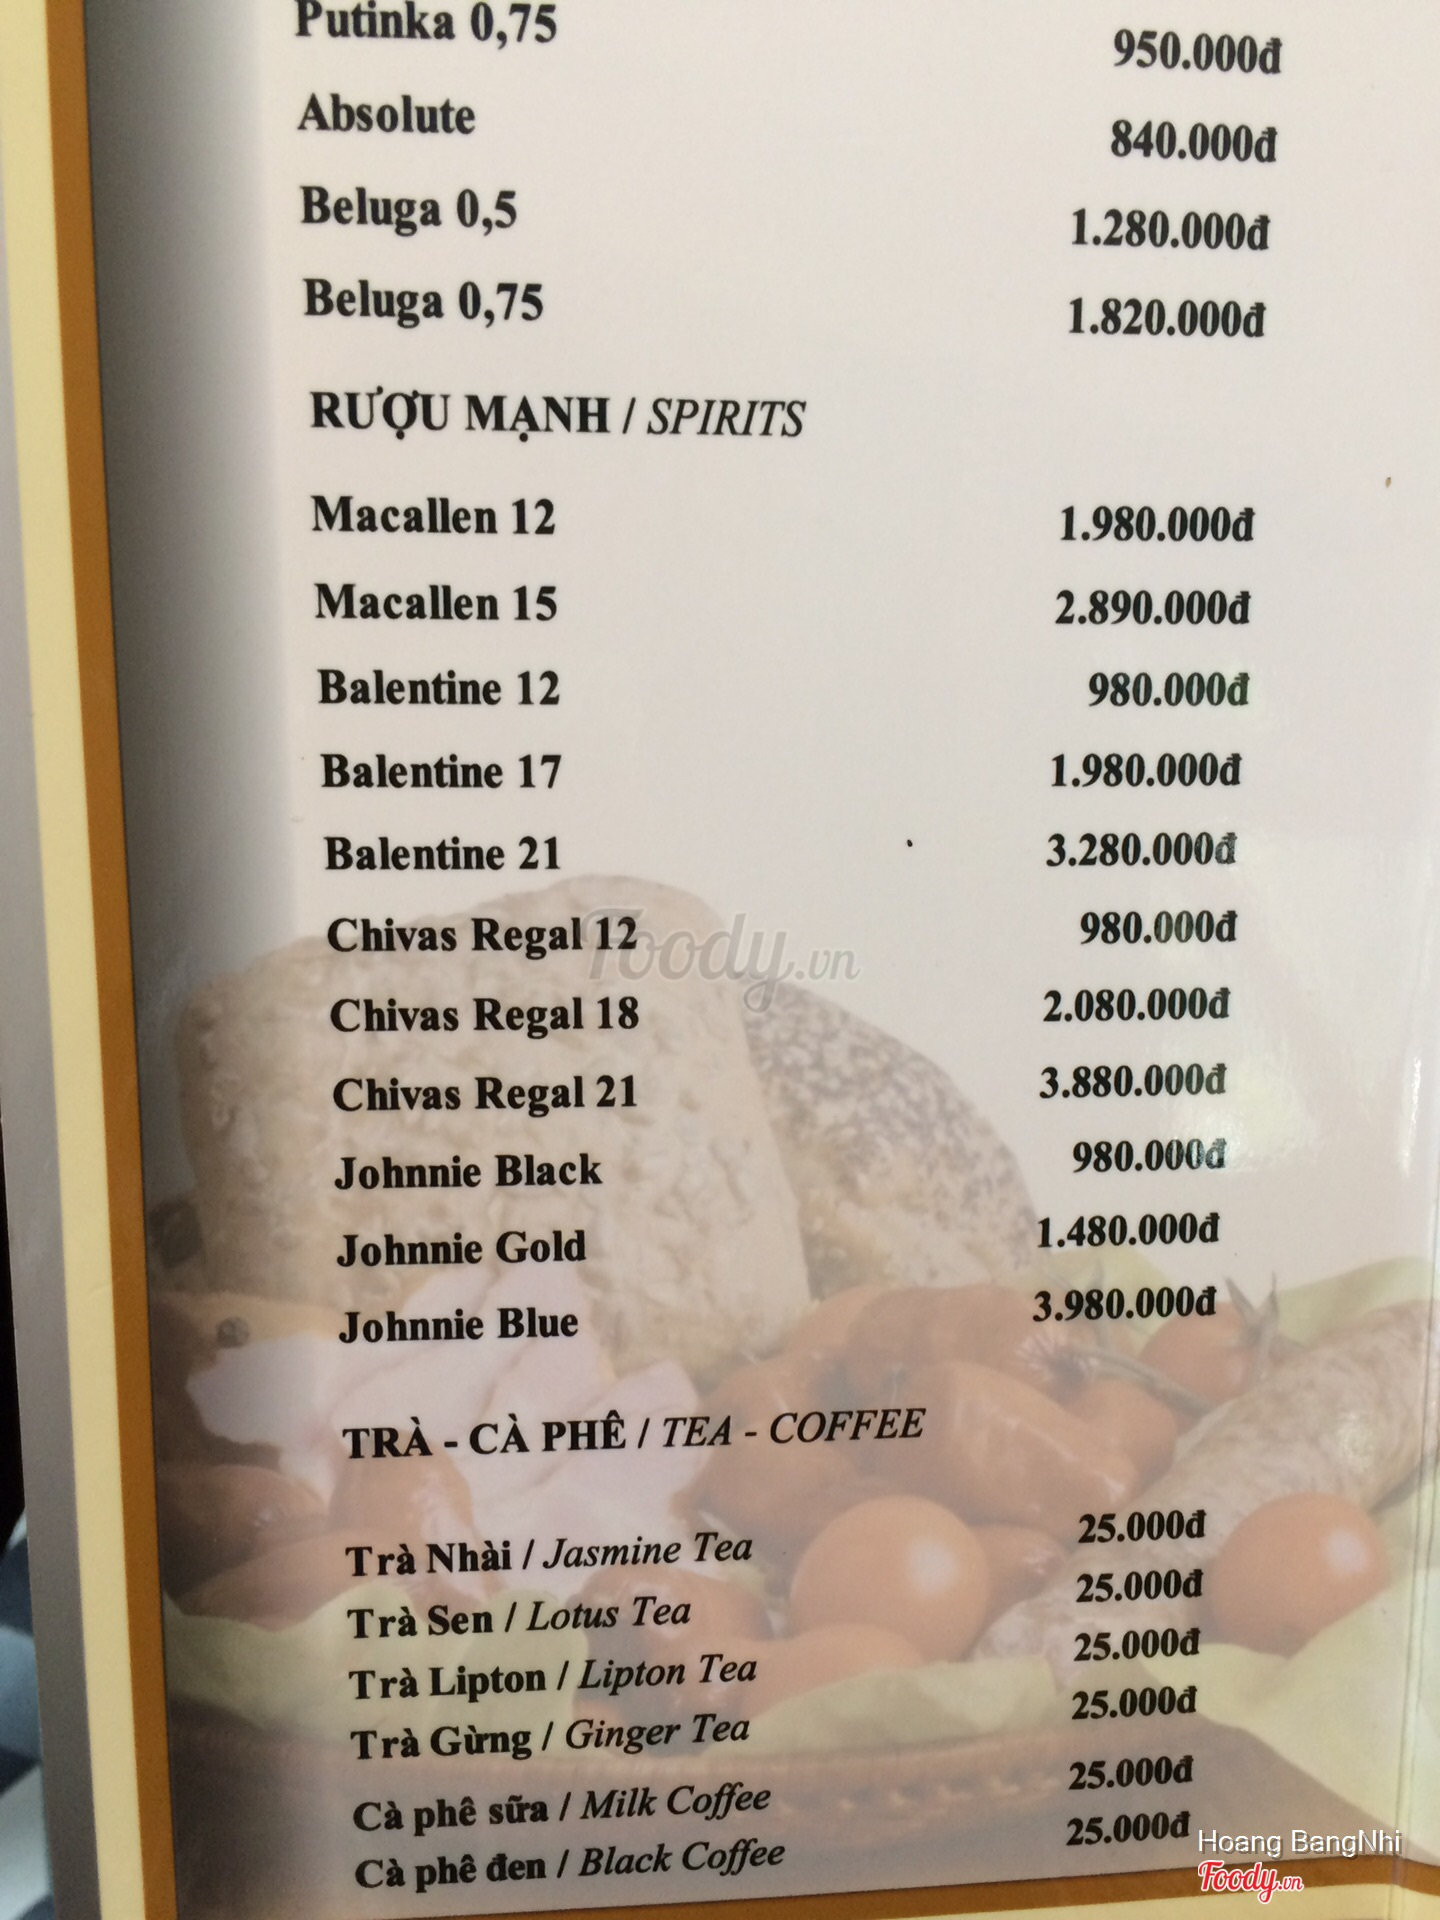 Putinka 0,75 950.000đ
Absolute 840.000đ
Beluga 0,5 1.280.000đ
Beluga 0,75 1.820.000đ
RƯỢU MẠNH / SPIRITS
Macallen 12 1.980.000đ
Macallen 15 2.890.000đ
Balentine 12 980.000đ
Balentine 17 1.980.000đ
Balentine 21 3.280.000đ
Chivas Regal 12 980.000đ
Foody.vn
Chivas Regal 18 2.080.000đ
Chivas Regal 21 3.880.000đ
Johnnie Black 980.000đ
Johnnie Gold 1.480.000đ
Johnnie Blue 3.980.000đ
TRÀ - CÀ PHÊ / TEA - COFFEE
Trà Nhài / Jasmine Tea 25.000đ
Trà Sen / Lotus Tea 25.000đ
Trà Lipton / Lipton Tea 25.000đ
Trà Gừng / Ginger Tea 25.000đ
Cà phê sữa / Milk Coffee 25.000đ
Cà phê đen / Black Coffee 25.000đ
Hoang BangNhi
Foody.vn